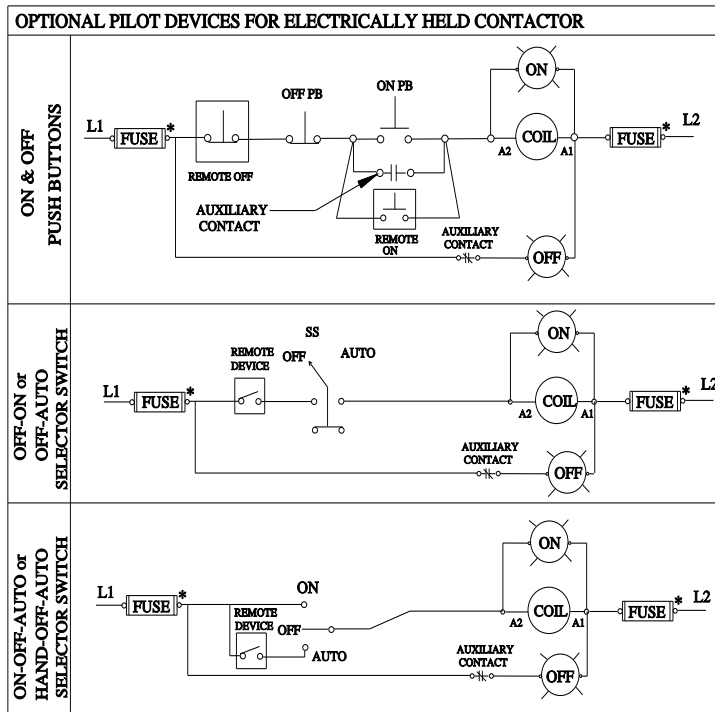 OPTIONAL PILOT DEVICES FOR ELECTRICALLY HELD CONTACTOR
ON & OFF
PUSH BUTTONS
ON
ON PB
OFF PB
L1
FUSE
*
COIL
A2
A1
FUSE
*
L2
REMOTE OFF
AUXILIARY
CONTACT
REMOTE
ON
AUXILIARY
CONTACT
OFF
OFF-ON or
OFF-AUTO
SELECTOR SWITCH
ON
SS
REMOTE
DEVICE
OFF
AUTO
L1
FUSE
*
COIL
A2
A1
FUSE
*
L2
AUXILIARY
CONTACT
OFF
ON-OFF-AUTO or
HAND-OFF-AUTO
SELECTOR SWITCH
ON
L1
FUSE
*
ON
REMOTE
DEVICE
OFF
AUTO
COIL
A2
A1
FUSE
*
L2
AUXILIARY
CONTACT
OFF